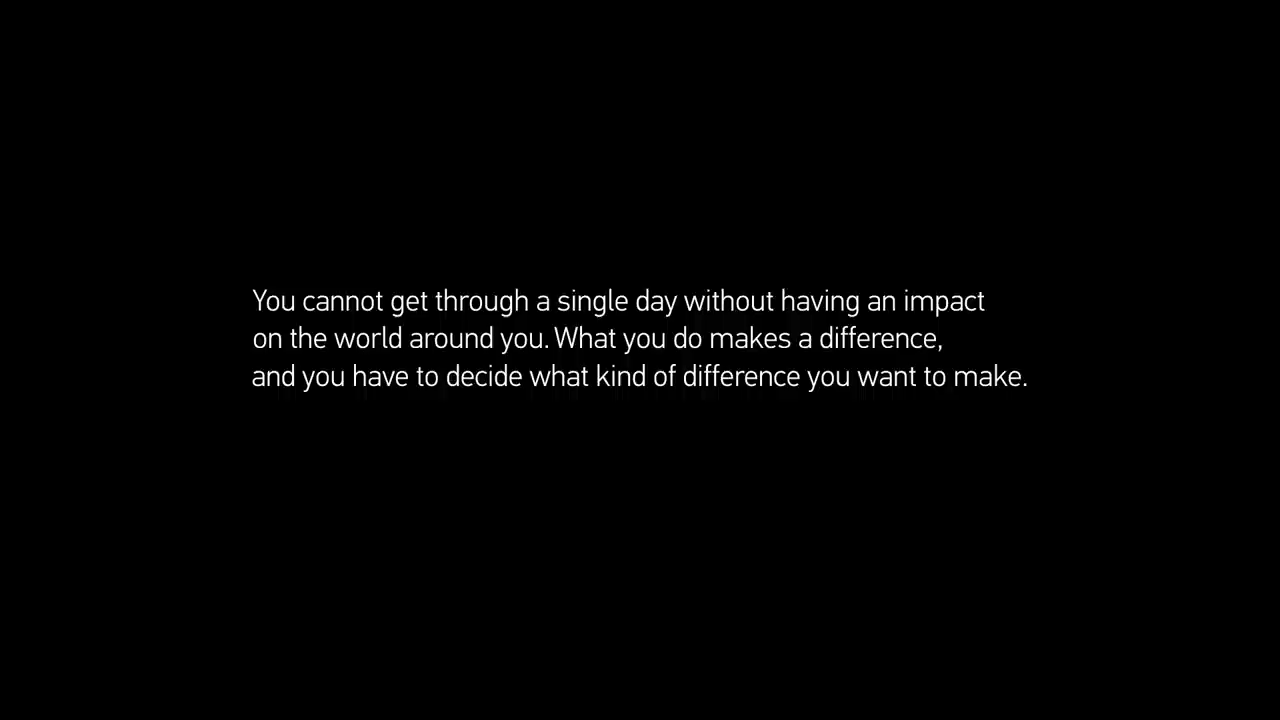 You cannot get through a single day without having an impact
on the world around you. What you do makes a difference,
and you have to decide what kind of difference you want to make.